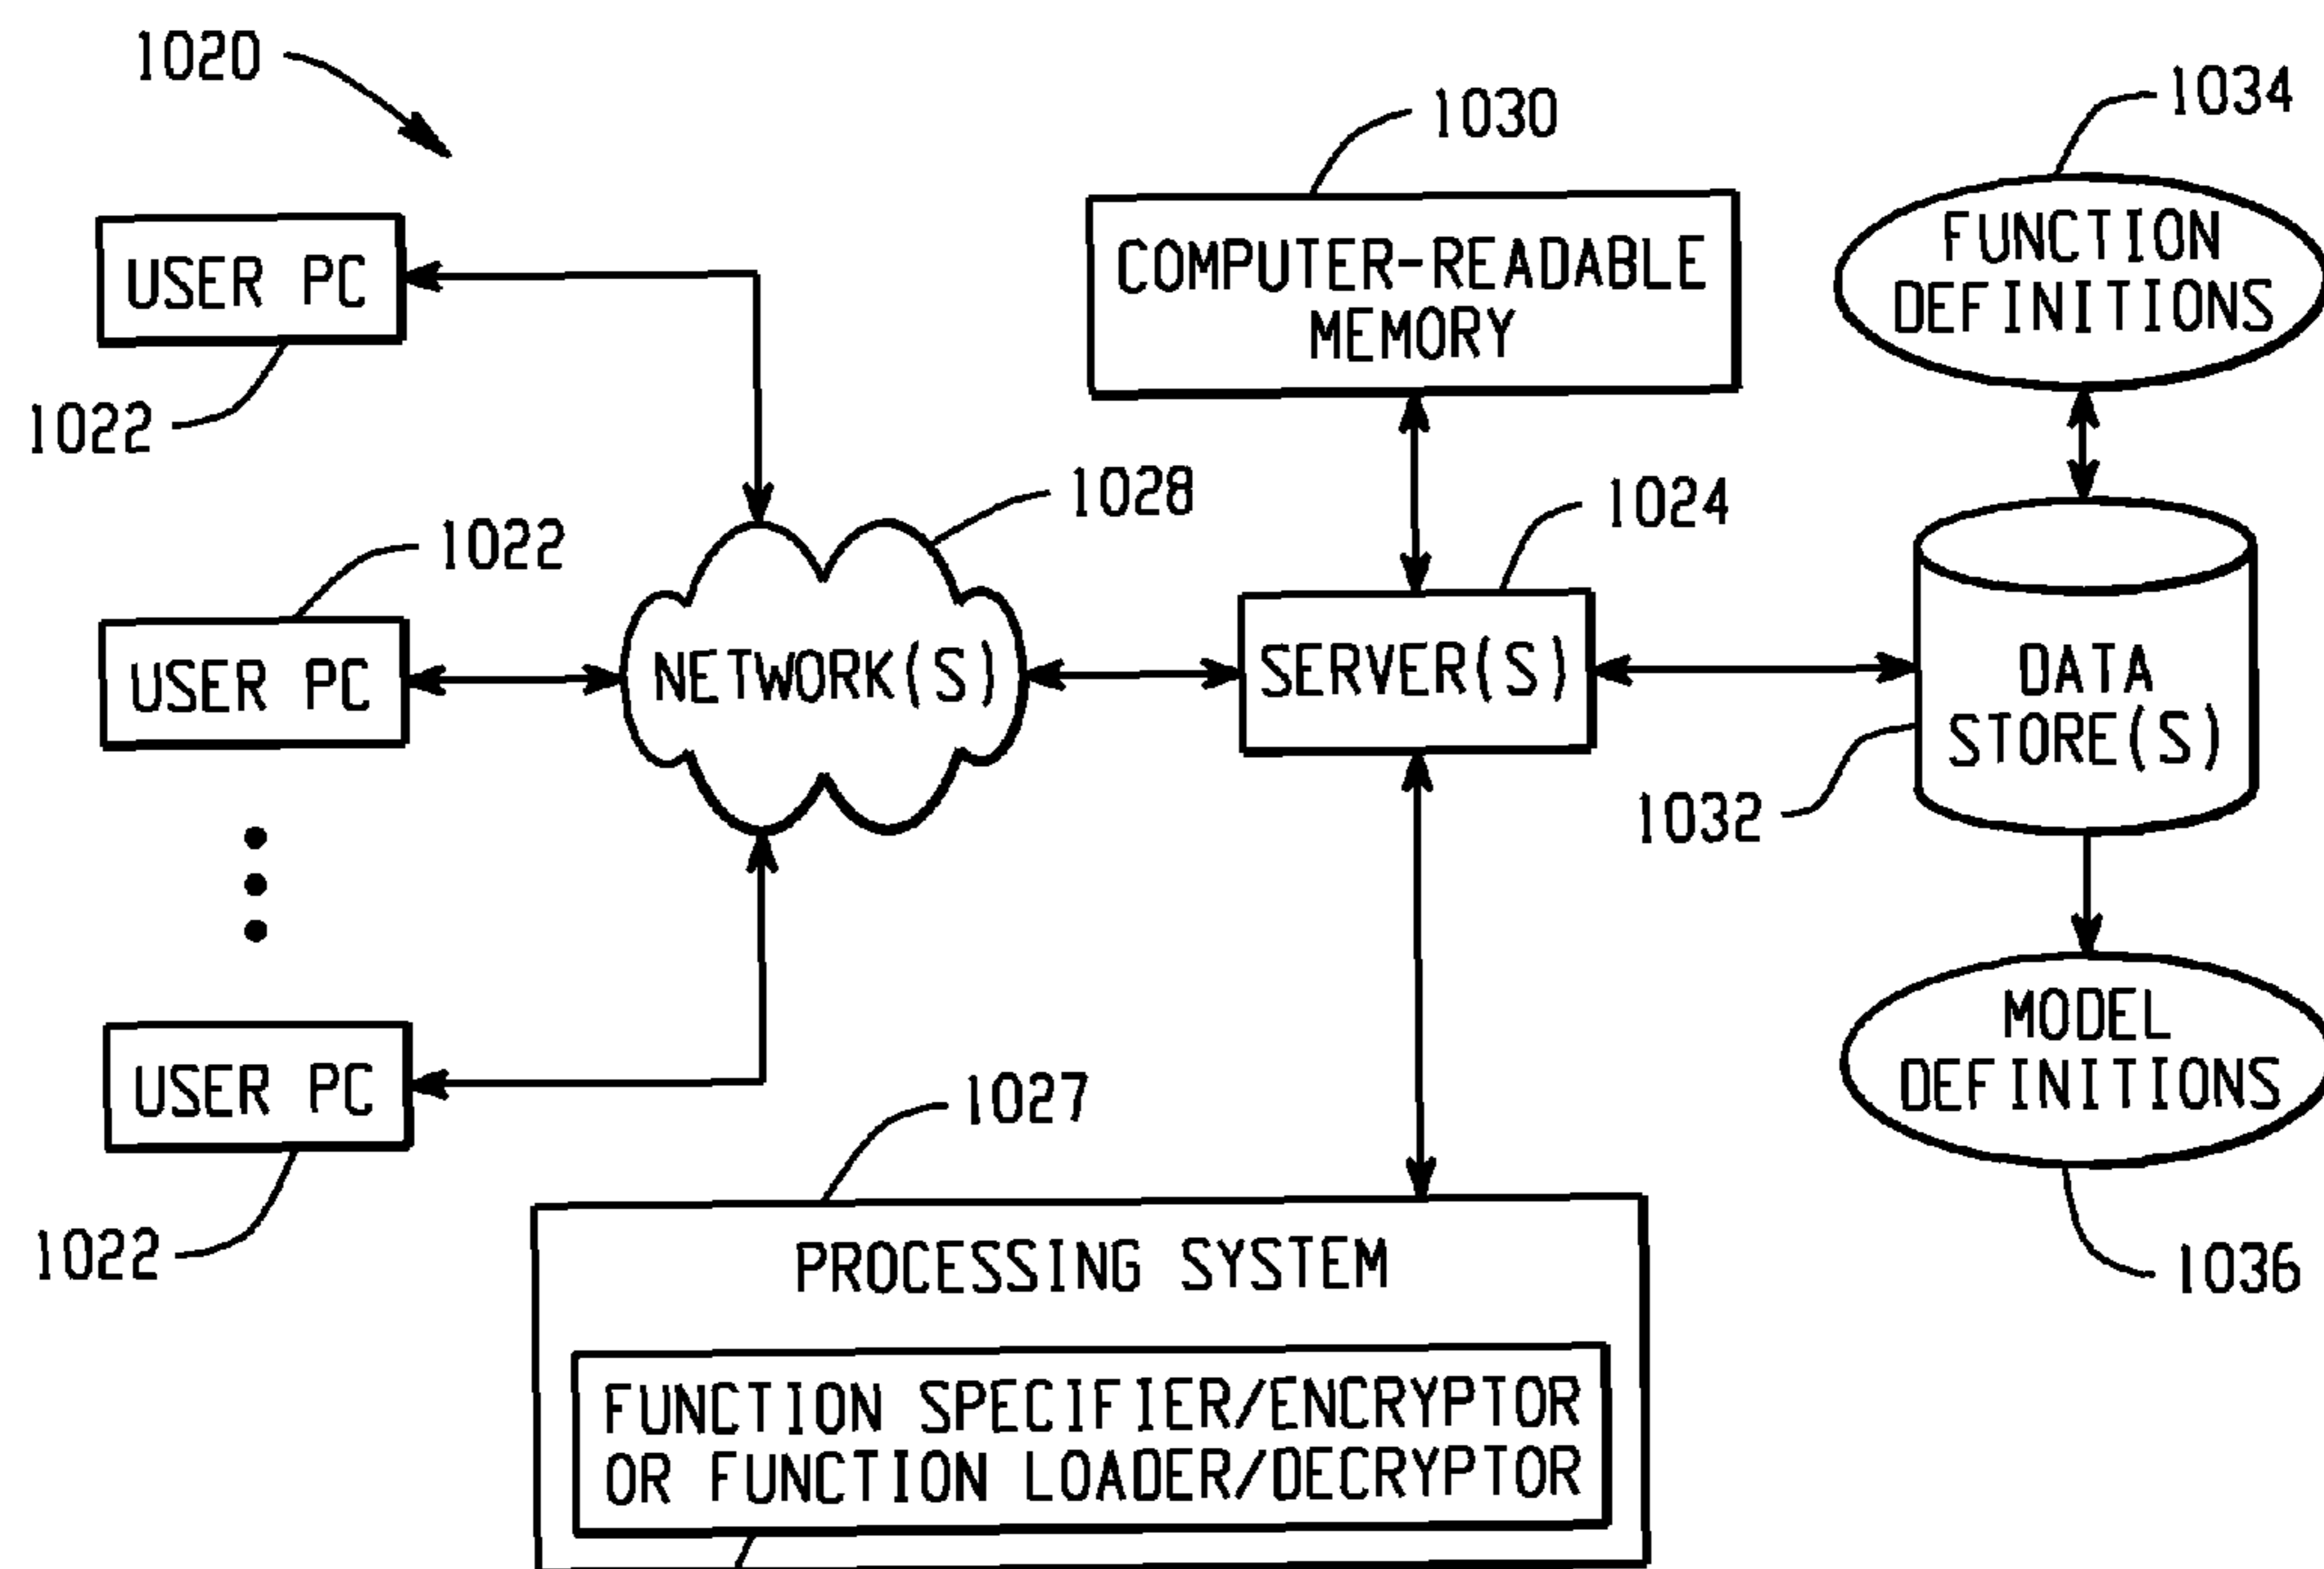 1020
1030
1034
USER PC
COMPUTER-READABLE
MEMORY
FUNCTION
DEFINITIONS
1022
1028
1024
1022
USER PC
NETWORK(S)
SERVER(S)
DATA
STORE(S)
1032
USER PC
1027
MODEL
DEFINITIONS
1022
PROCESSING SYSTEM
1036
FUNCTION SPECIFIER/ENCRYPTOR
OR FUNCTION LOADER/DECRYPTOR